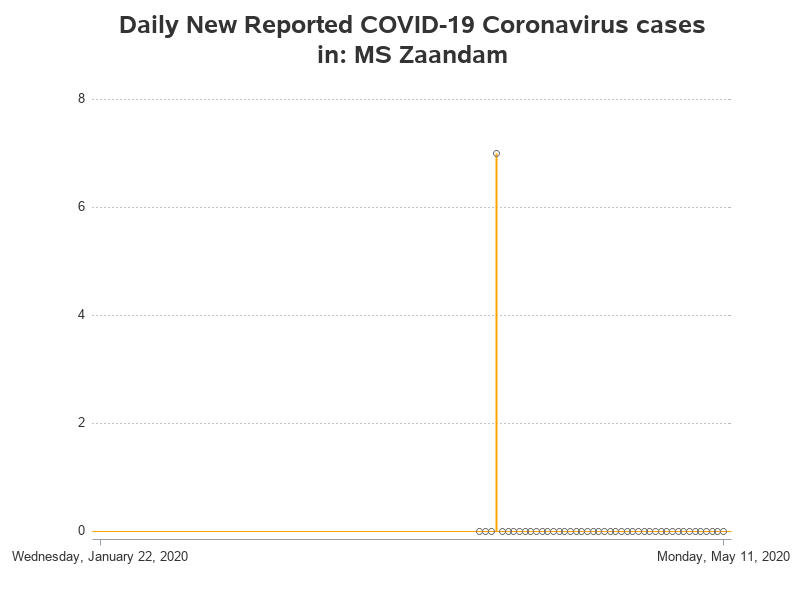 Daily New Reported COVID-19 Coronavirus cases
in: MS Zaandam
8
6
4
2
0
Wednesday, January 22, 2020
Monday, May 11, 2020